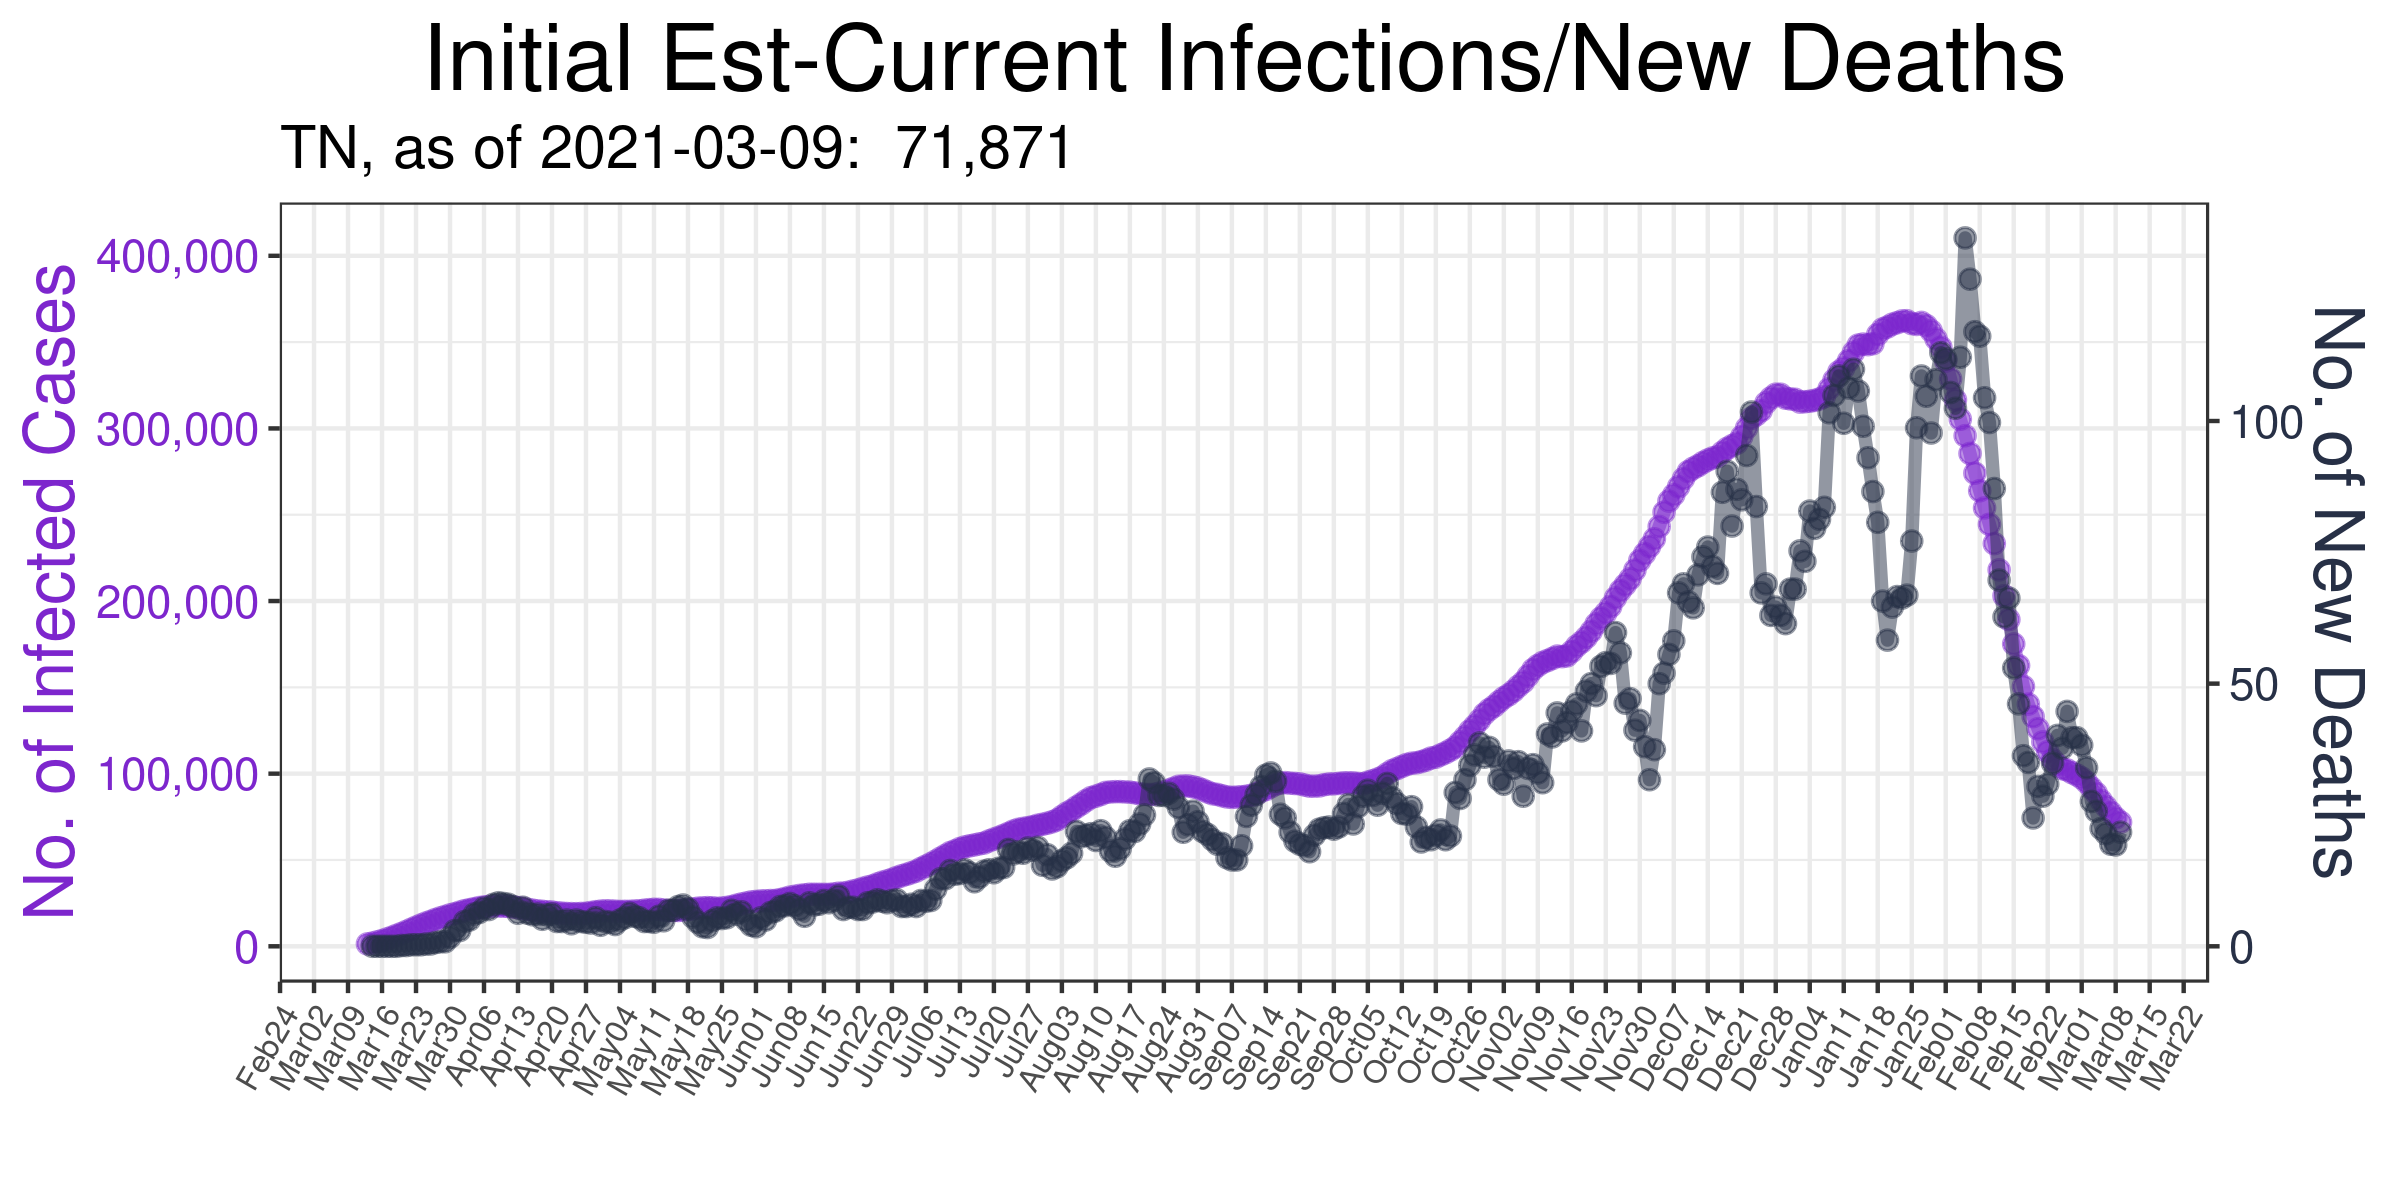 Initial Est-Current Infections/New Deaths
TN, as of 2021-03-09:  71,871
No. of Infected Cases
400,000
300,000
200,000
100,000
0
No. of New Deaths
100
50
0
Feb24
Mar02
Mar09
Mar16
Mar23
Mar30
Apr06
Apr13
Apr20
Apr27
May04
May11
May18
May25
Jun01
Jun08
Jun15
Jun22
Jun29
Jul06
Jul13
Jul20
Jul27
Aug03
Aug10
Aug17
Aug24
Aug31
Sep07
Sep14
Sep21
Sep28
Oct05
Oct12
Oct19
Oct26
Nov02
Nov09
Nov16
Nov23
Nov30
Dec07
Dec14
Dec21
Dec28
Jan04
Jan11
Jan18
Jan25
Feb01
Feb08
Feb15
Feb22
Mar01
Mar08
Mar15
Mar22